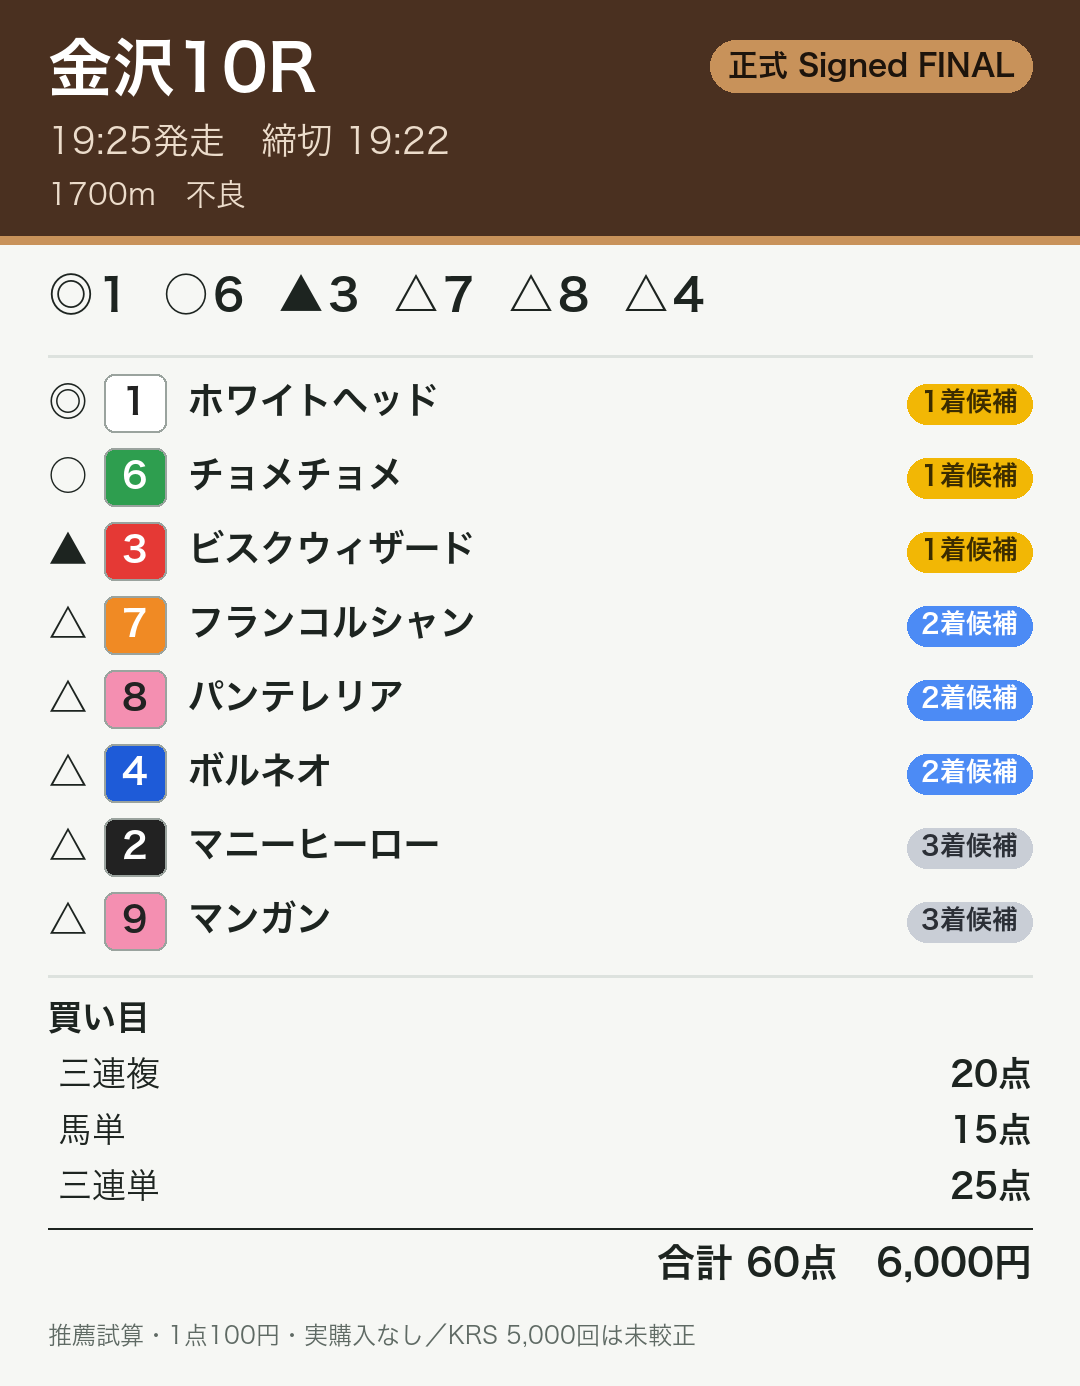 金沢10R
正式 Signed FINAL
19:25発走　締切 19:22
1700m　不良
◎1 ○6 ▲3 △7 △8 △4
◎ 1 ホワイトヘッド 1着候補
○ 6 チョメチョメ 1着候補
▲ 3 ビスクウィザード 1着候補
△ 7 フランコルシャン 2着候補
△ 8 パンテレリア 2着候補
△ 4 ボルネオ 2着候補
△ 2 マニーヒーロー 3着候補
△ 9 マンガン 3着候補
買い目
三連複 20点
馬単 15点
三連単 25点
合計 60点　6,000円
推薦試算・1点100円・実購入なし／KRS 5,000回は未較正